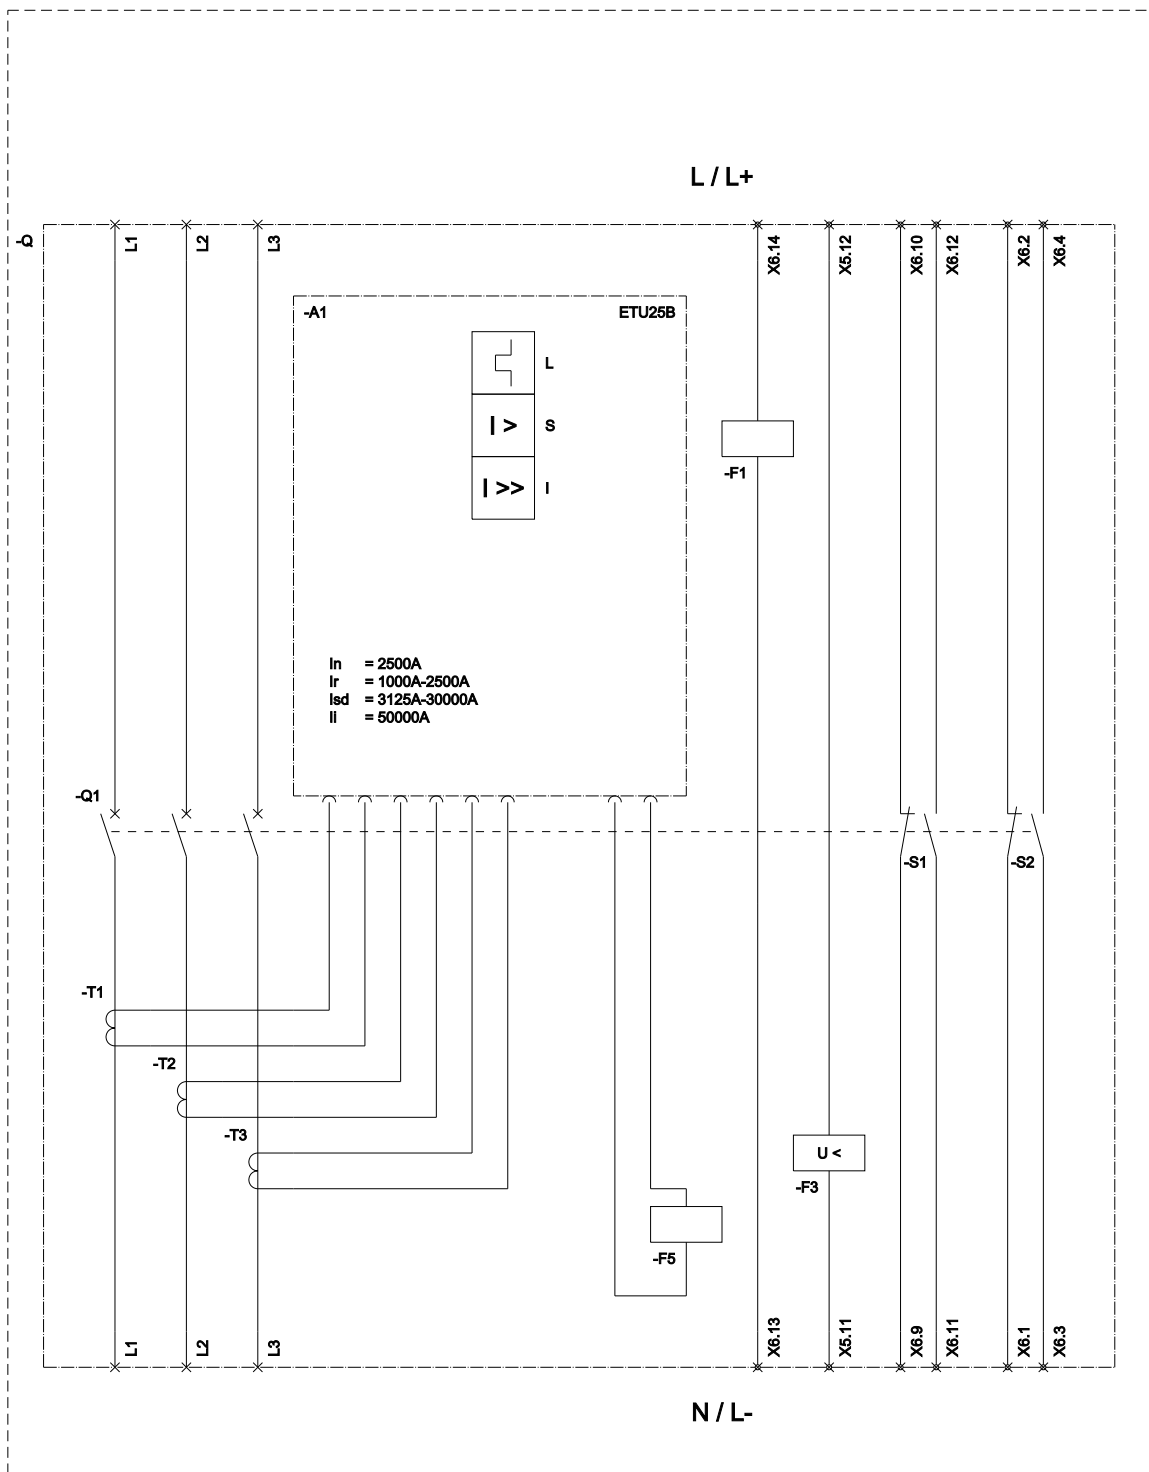 L / L+
-Q
L1
L2
L3
X6.14
X5.12
X6.10
X6.12
X6.2
X6.4
-A1
ETU25B
L
I >
S
I >>
I
-F1
In = 2500A
Ir = 1000A-2500A
Isd = 3125A-30000A
Ii = 50000A
-Q1
-S1
-S2
-T1
-T2
-T3
U <
-F3
-F5
L1
L2
L3
X6.13
X5.11
X6.9
X6.11
X6.1
X6.3
N / L-